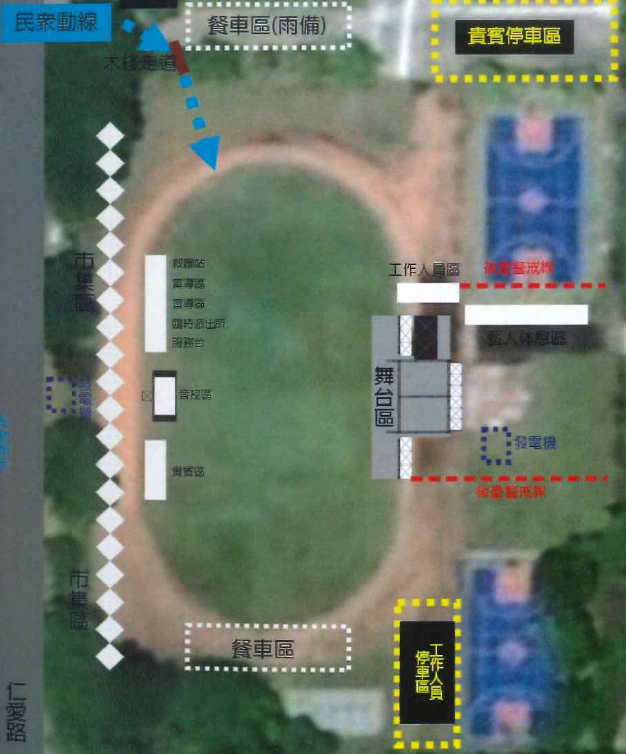 民眾動線
餐車區(雨備)
貴賓停車區
木棧走道
市集區
救護站
宣導區
宣導區
臨時派出所
服務台
工作人員區
後臺警戒線
藝人休息區
舞台區
音控區
發電機
發電機
貴賓區
後臺警戒線
市集區
餐車區
工作人員
停車區
仁愛路